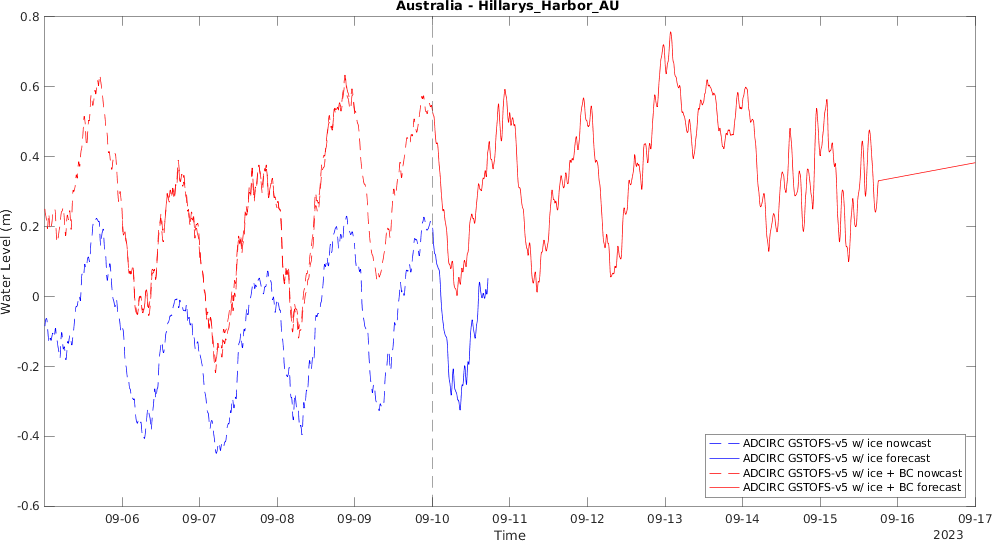 Australia - Hillarys_Harbor_AU
0.8
0.6
0.4
0.2
0
-0.2
-0.4
-0.6
Water Level (m)
ADCIRC GSTOFS-v5 w/ ice nowcast
ADCIRC GSTOFS-v5 w/ ice forecast
ADCIRC GSTOFS-v5 w/ ice + BC nowcast
ADCIRC GSTOFS-v5 w/ ice + BC forecast
09-06 09-07 09-08 09-09 09-10 09-11 09-12 09-13 09-14 09-15 09-16 09-17
Time
2023